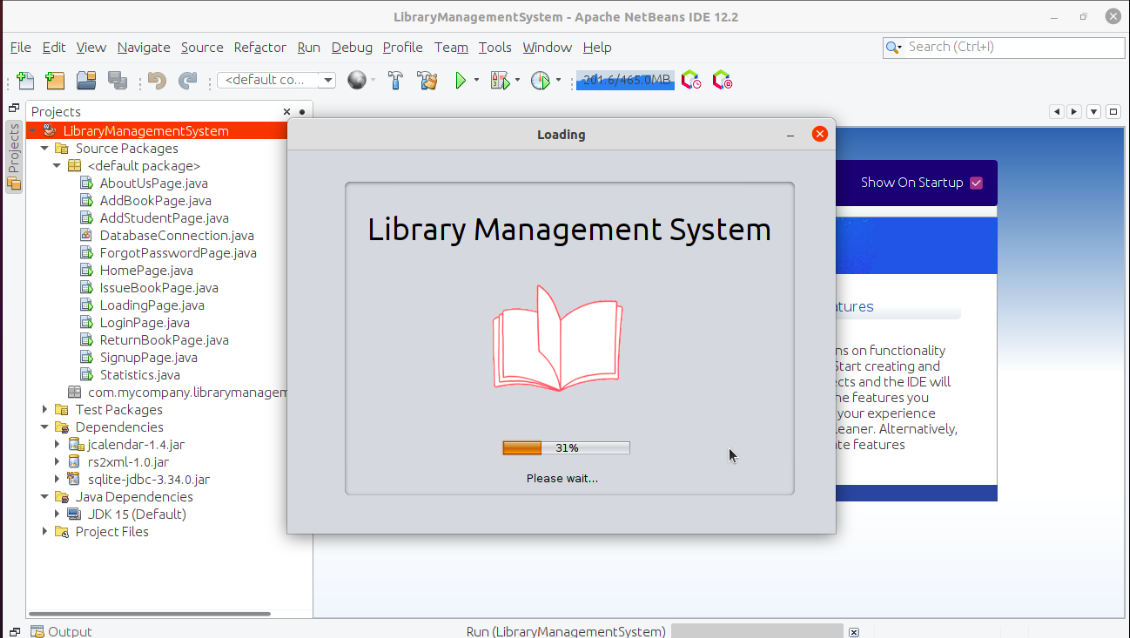 LibraryManagementSystem - Apache NetBeans IDE 12.2
File Edit View Navigate Source Refactor Run Debug Profile Team Tools Window Help
Search (Ctrl+I)
<default co...
201.6/465.0MB
Projects
Projects
LibraryManagementSystem
Source Packages
<default package>
AboutUsPage.java
AddBookPage.java
AddStudentPage.java
DatabaseConnection.java
ForgotPasswordPage.java
HomePage.java
IssueBookPage.java
LoadingPage.java
LoginPage.java
ReturnBookPage.java
SignupPage.java
Statistics.java
com.mycompany.librarymanagem
Test Packages
Dependencies
jcalendar-1.4.jar
rs2xml-1.0.jar
sqlite-jdbc-3.34.0.jar
Java Dependencies
JDK 15 (Default)
Project Files
Loading
Library Management System
31%
Please wait...
Show On Startup
atures
ns on functionality
Start creating and
ects and the IDE will
he features you
your experience
leaner. Alternatively,
te features
Output
Run (LibraryManagementSystem)